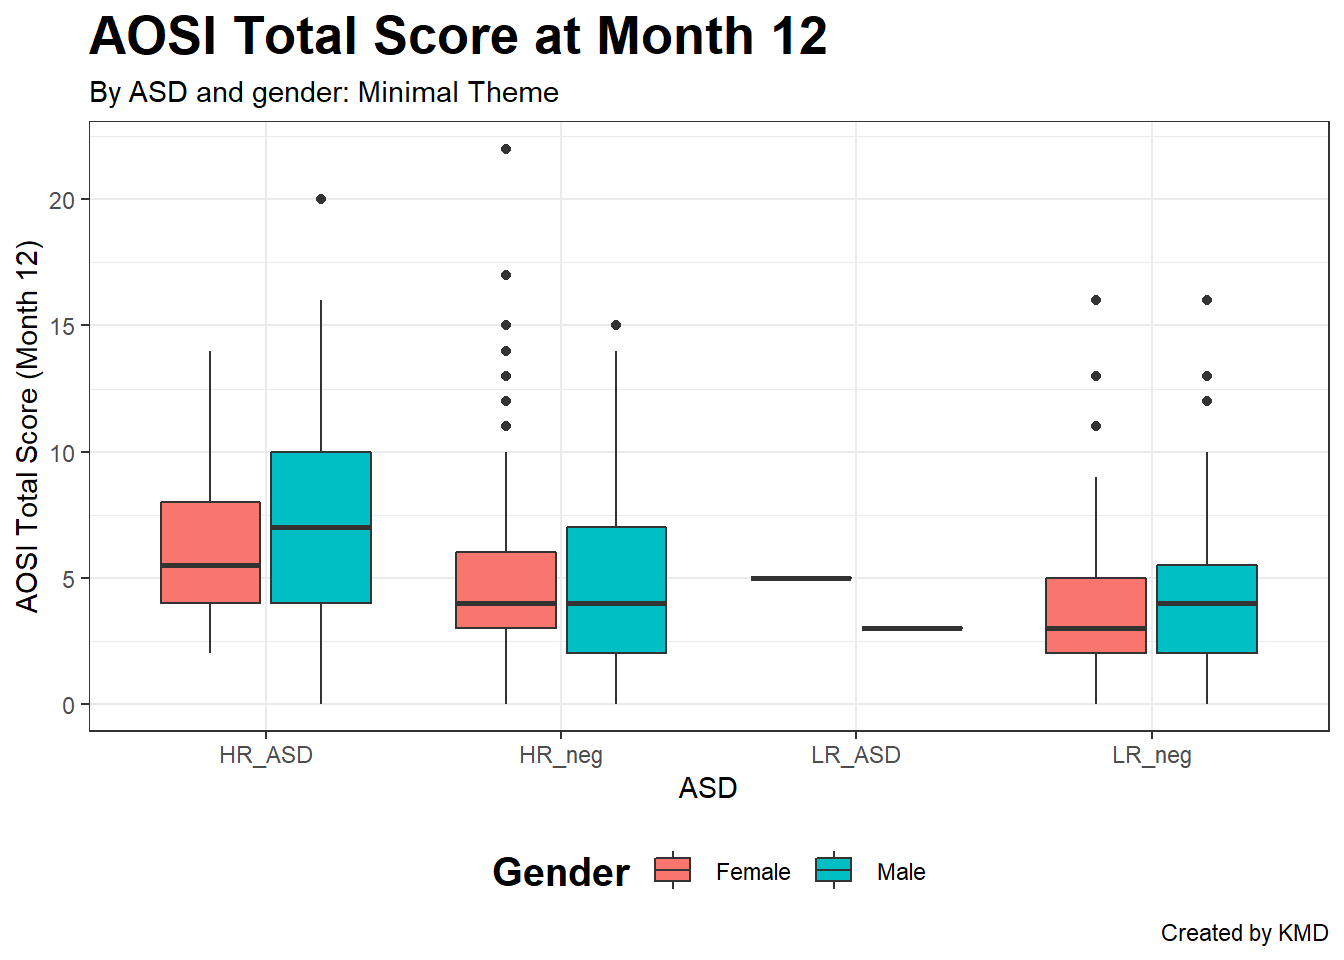 AOSI Total Score at Month 12
By ASD and gender: Minimal Theme
AOSI Total Score (Month 12)
20
15
10
5
0
HR_ASD
HR_neg
LR_ASD
LR_neg
ASD
Gender
Female
Male
Created by KMD